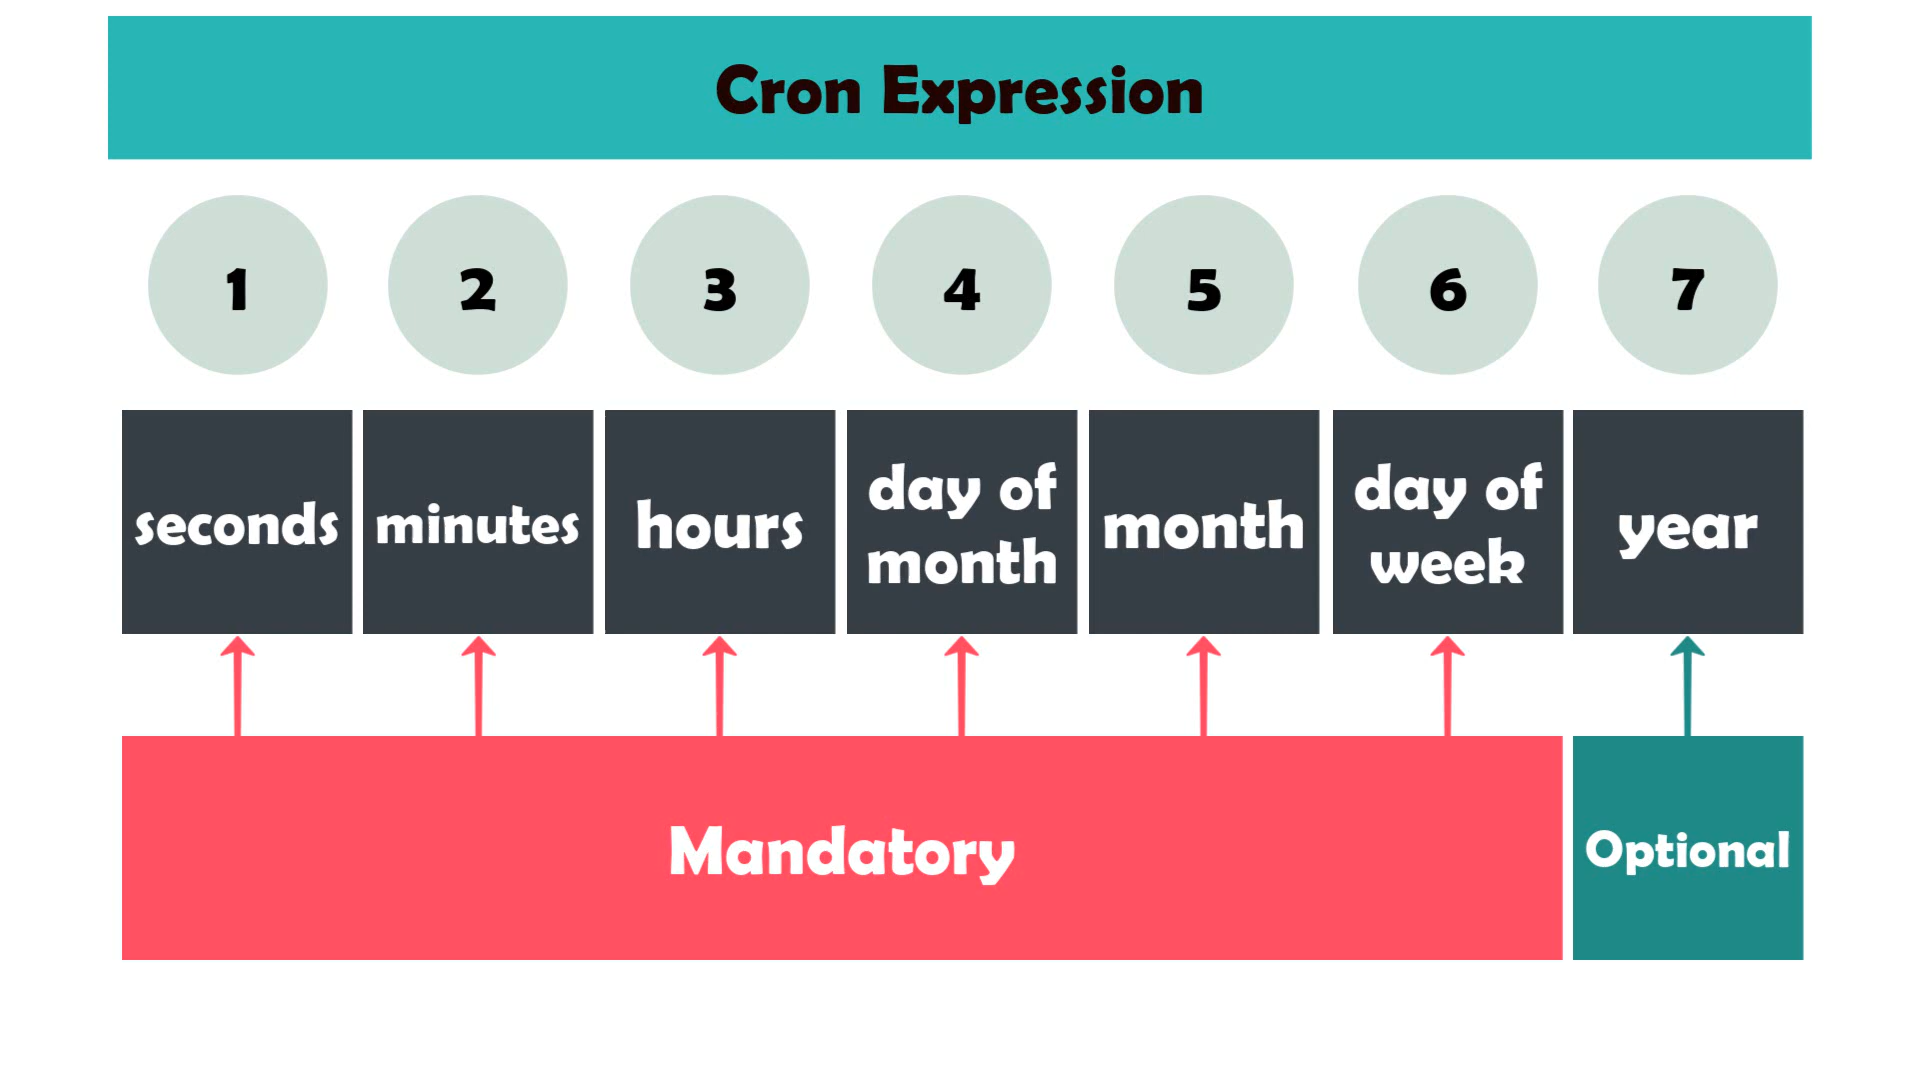 Cron Expression
1 2 3 4 5 6 7
seconds minutes hours day of month month day of week year
Mandatory Optional